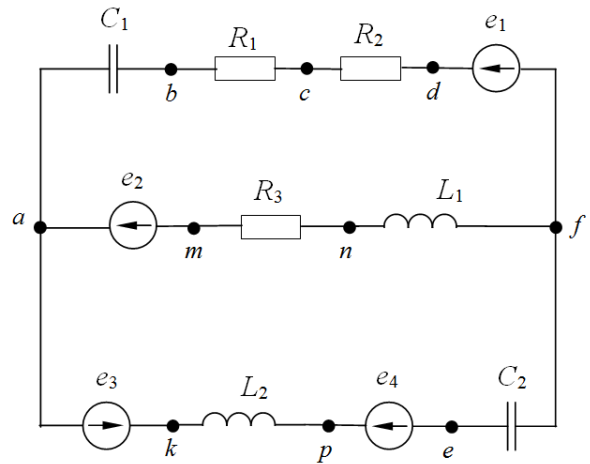 C₁ R₁ R₂ e₁
b c d
e₂ R₃ L₁
a f
m n
e₃ L₂ e₄ C₂
k p e